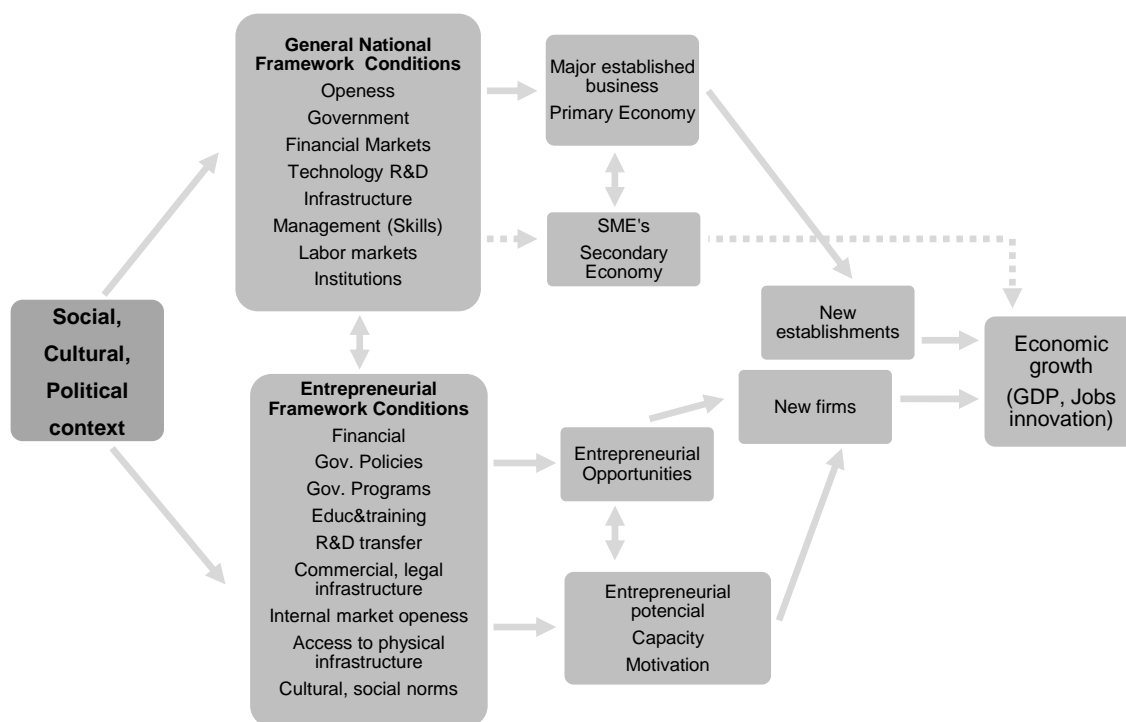 Social,
Cultural,
Political
context
General National
Framework Conditions
Openess
Government
Financial Markets
Technology R&D
Infrastructure
Management (Skills)
Labor markets
Institutions
Entrepreneurial
Framework Conditions
Financial
Gov. Policies
Gov. Programs
Educ&training
R&D transfer
Commercial, legal
infrastructure
Internal market openess
Access to physical
infrastructure
Cultural, social norms
Major established
business
Primary Economy
SME's
Secondary
Economy
Entrepreneurial
Opportunities
Entrepreneurial
potencial
Capacity
Motivation
New
establishments
New firms
Economic
growth
(GDP, Jobs
innovation)